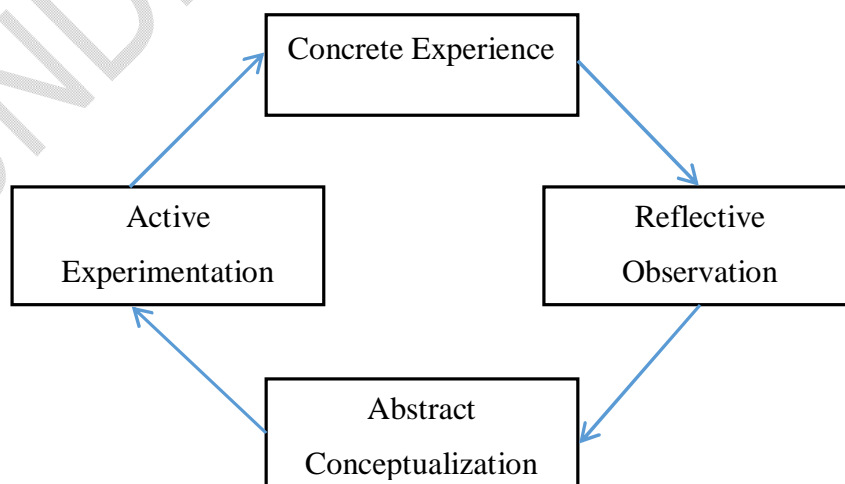 Concrete Experience
Active
Experimentation
Reflective
Observation
Abstract
Conceptualization